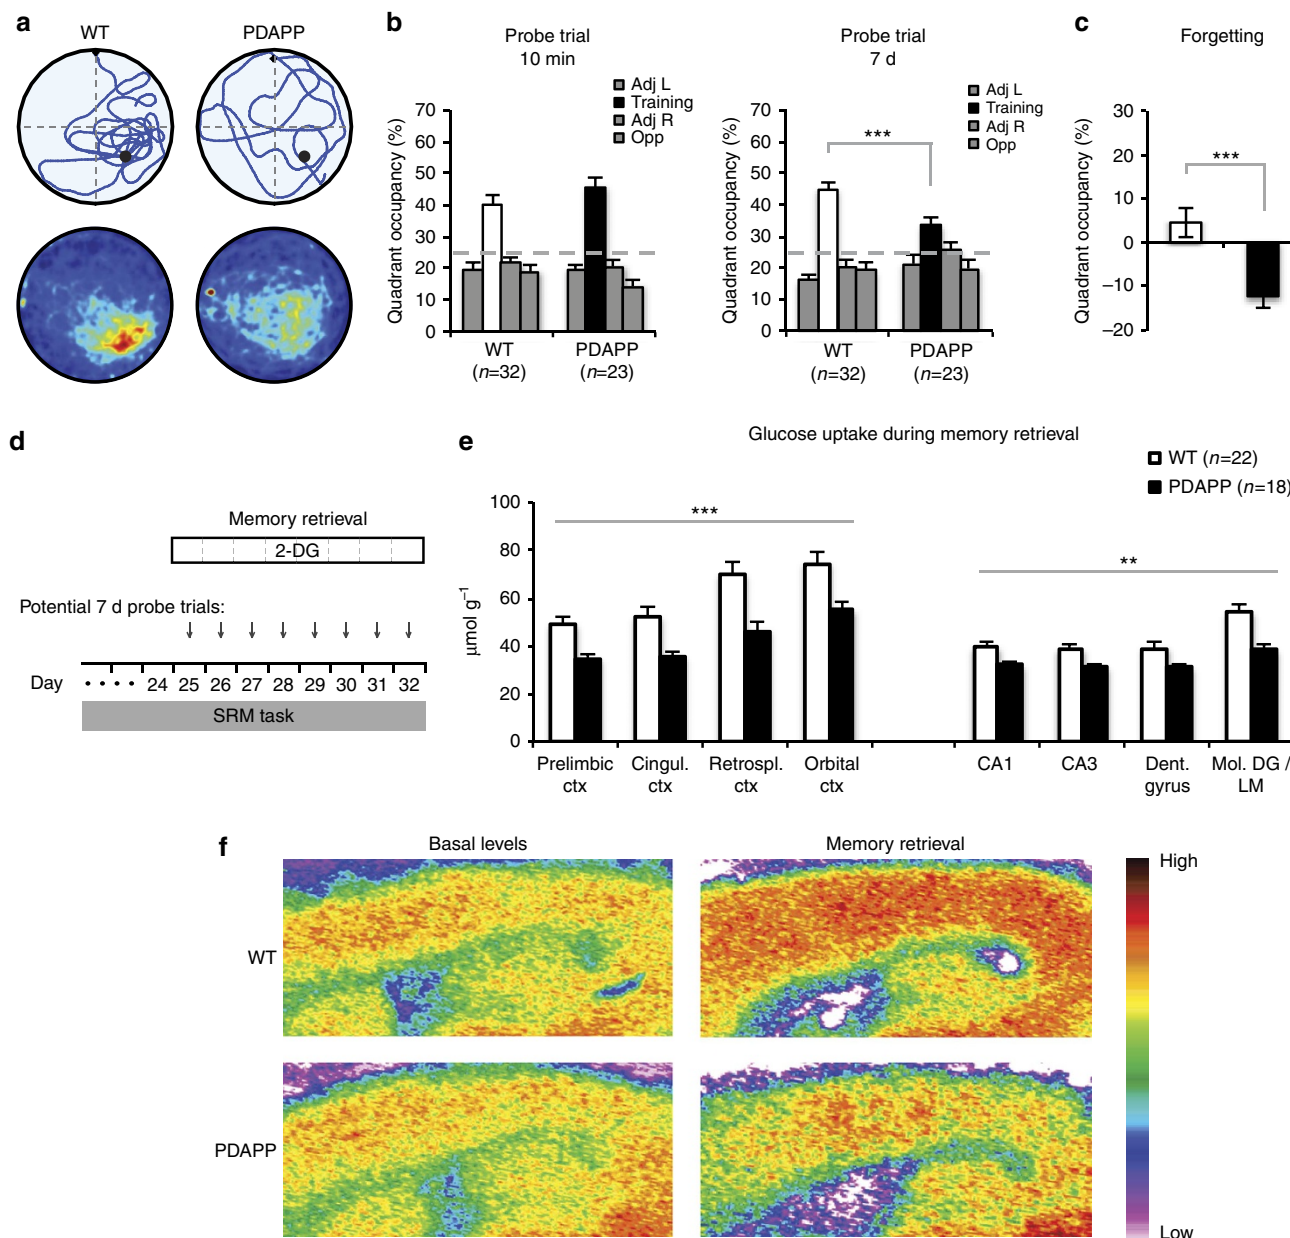 a
WT
PDAPP
b
Probe trial
10 min
Adj L
Training
Adj R
Opp
Quadrant occupancy (%)
70
60
50
40
30
20
10
0
WT
(n=32)
PDAPP
(n=23)
Probe trial
7 d
Adj L
Training
Adj R
Opp
Quadrant occupancy (%)
70
60
50
40
30
20
10
0
***
WT
(n=32)
PDAPP
(n=23)
c
Forgetting
Quadrant occupancy (%)
30
20
10
0
–10
–20
***
d
Memory retrieval
2-DG
Potential 7 d probe trials:
Day
24 25 26 27 28 29 30 31 32
SRM task
e
Glucose uptake during memory retrieval
WT (n=22)
PDAPP (n=18)
µmol g⁻¹
100
80
60
40
20
0
***
**
Prelimbic ctx
Cingul. ctx
Retrospl. ctx
Orbital ctx
CA1
CA3
Dent. gyrus
Mol. DG / LM
f
Basal levels
Memory retrieval
WT
PDAPP
High
Low